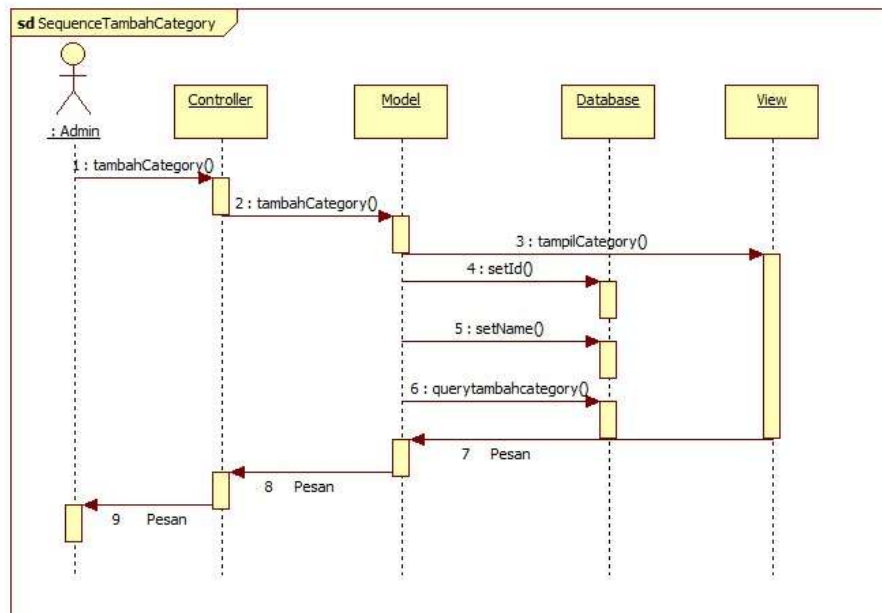 sd SequenceTambahCategory
: Admin
Controller
Model
Database
View
1 : tambahCategory()
2 : tambahCategory()
3 : tampilCategory()
4 : setId()
5 : setName()
6 : querytambahcategory()
7 Pesan
8 Pesan
9 Pesan